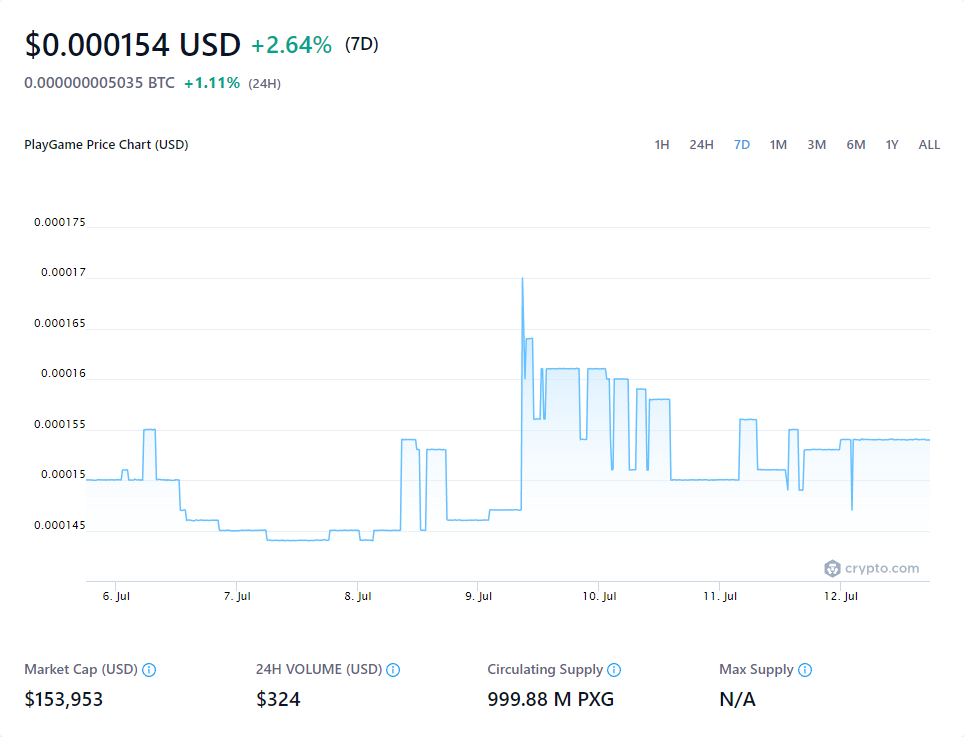 $0.000154 USD +2.64% (7D)
0.000000005035 BTC +1.11% (24H)
PlayGame Price Chart (USD) 1H 24H 7D 1M 3M 6M 1Y ALL
0.000175
0.00017
0.000165
0.00016
0.000155
0.00015
0.000145
crypto.com
6. Jul 7. Jul 8. Jul 9. Jul 10. Jul 11. Jul 12. Jul
Market Cap (USD) 24H VOLUME (USD) Circulating Supply Max Supply
$153,953 $324 999.88 M PXG N/A